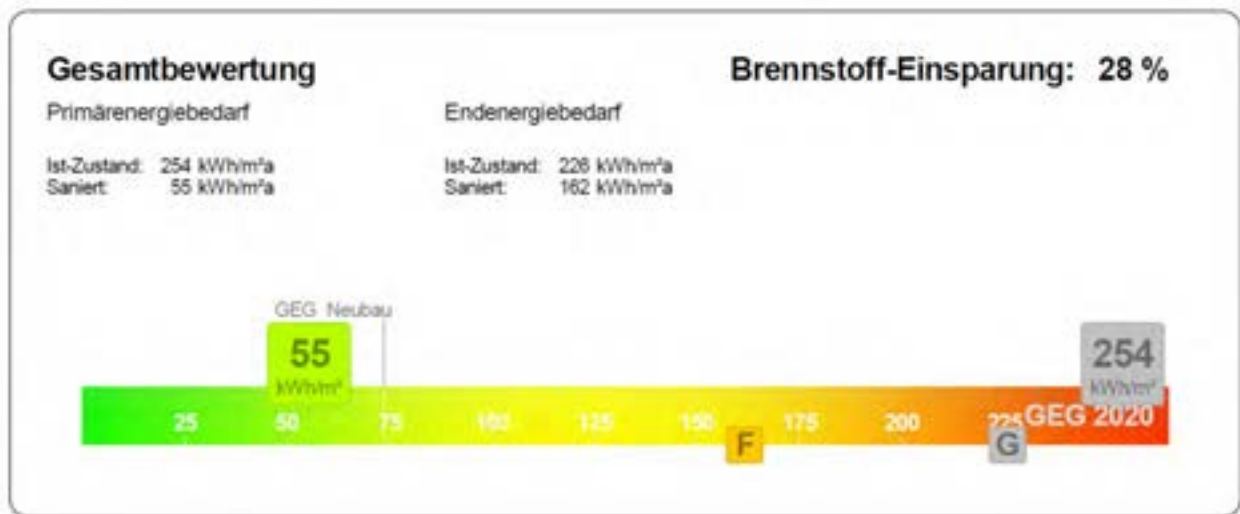 Gesamtbewertung
Brennstoff-Einsparung: 28 %
Primärenergiebedarf
Endenergiebedarf
Ist-Zustand: 254 kWh/m²a
Ist-Zustand: 226 kWh/m²a
Saniert: 55 kWh/m²a
Saniert: 162 kWh/m²a
GEG Neubau
55
kWh/m²
254
kWh/m²
25 50 75 100 125 150 175 200 225 GEG 2020
F G